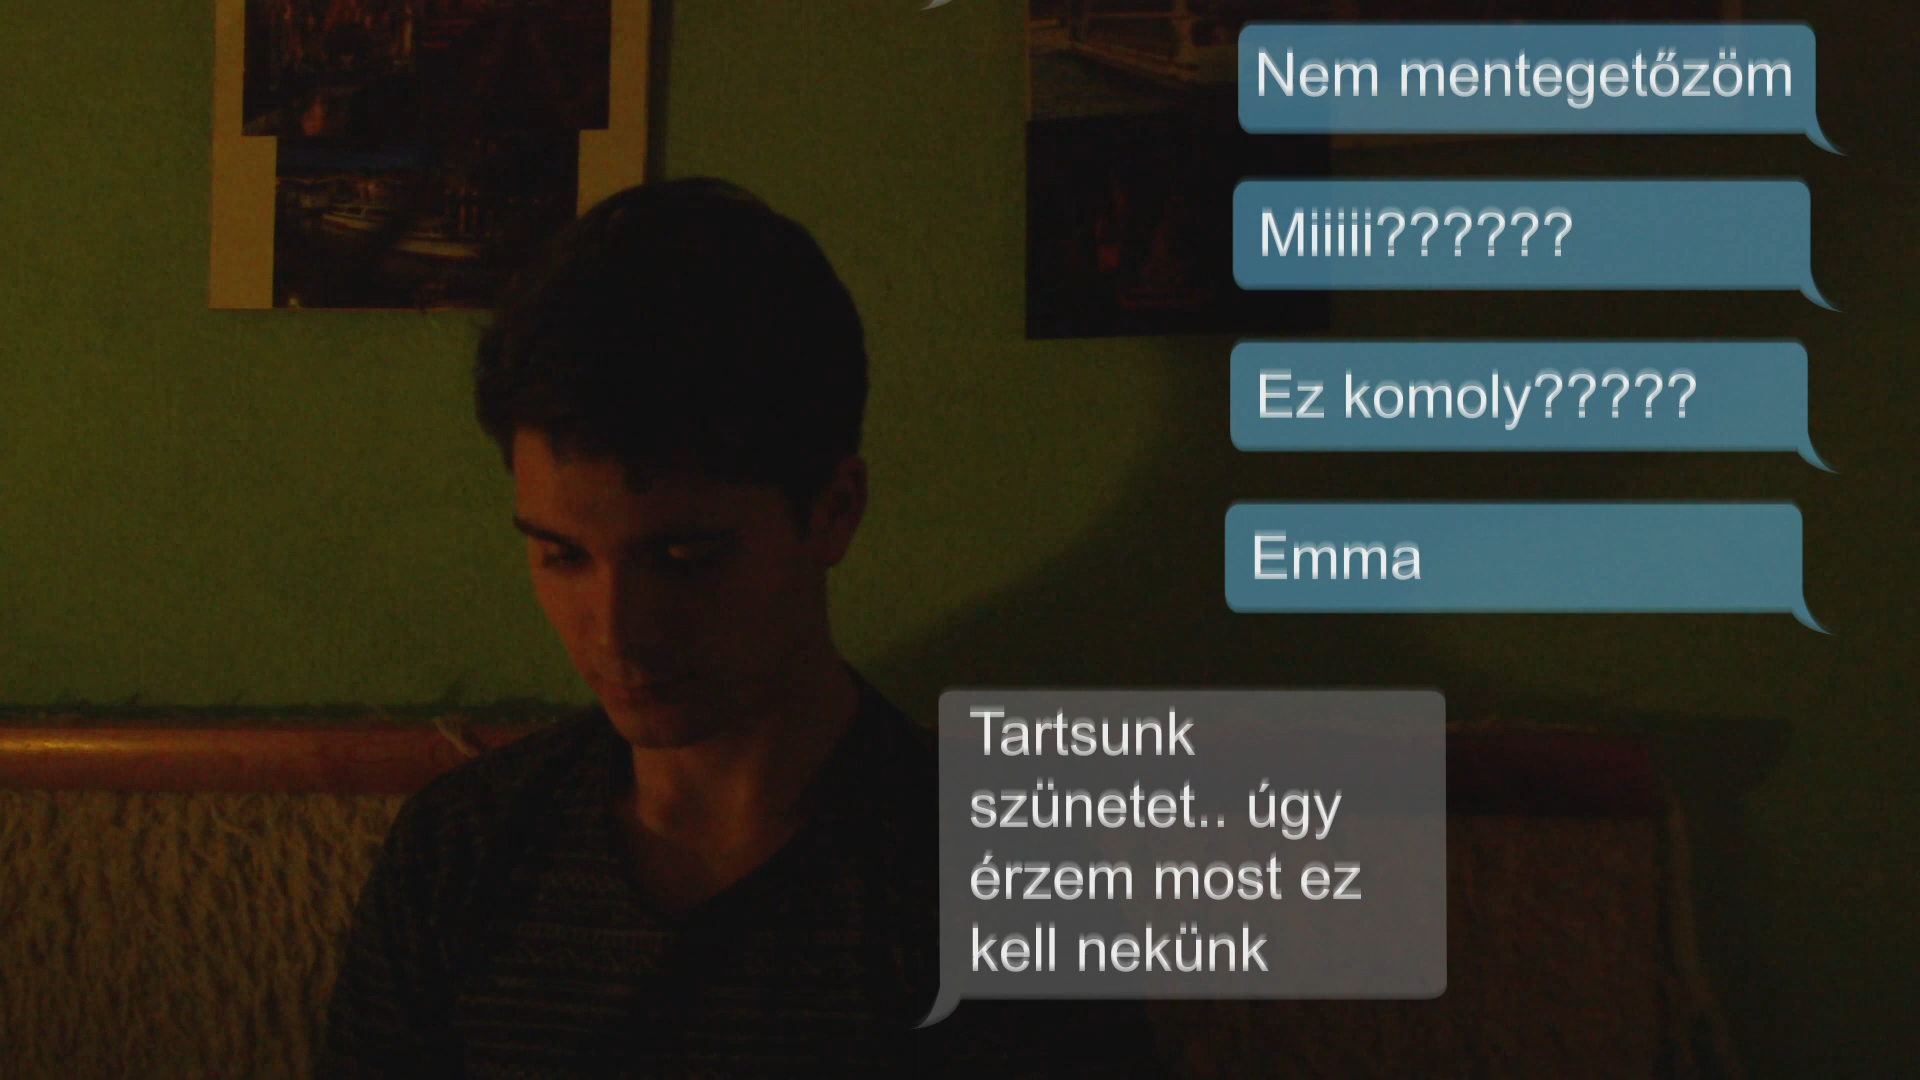 Nem mentegetőzöm
Miiiii??????
Ez komoly?????
Emma
Tartsunk
szünetet.. úgy
érzem most ez
kell nekünk